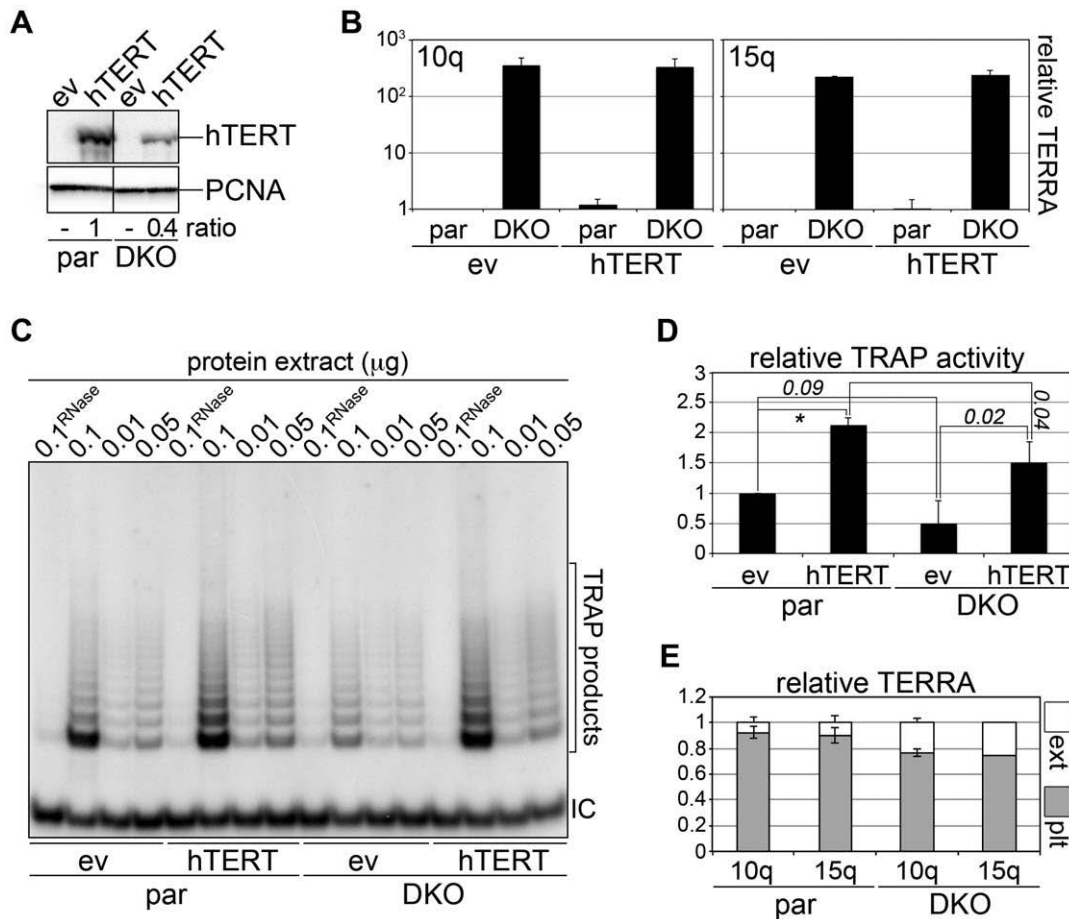 A
ev hTERT ev hTERT
hTERT
PCNA
- 1 - 0.4 ratio
par DKO
B
10q 15q
10³
10²
10
1
relative TERRA
par DKO par DKO par DKO par DKO
ev hTERT ev hTERT
C
protein extract (μg)
0.1ᴿᴺᵃˢᵉ 0.1 0.01 0.05 0.1ᴿᴺᵃˢᵉ 0.1 0.01 0.05 0.1ᴿᴺᵃˢᵉ 0.1 0.01 0.05 0.1ᴿᴺᵃˢᵉ 0.1 0.01 0.05
TRAP products
IC
ev hTERT ev hTERT
par DKO
D
relative TRAP activity
3
2.5
2
1.5
1
0.5
0
0.09
*
0.02
0.04
ev hTERT ev hTERT
par DKO
E
relative TERRA
1.2
1
0.8
0.6
0.4
0.2
0
ext
plt
10q 15q 10q 15q
par DKO